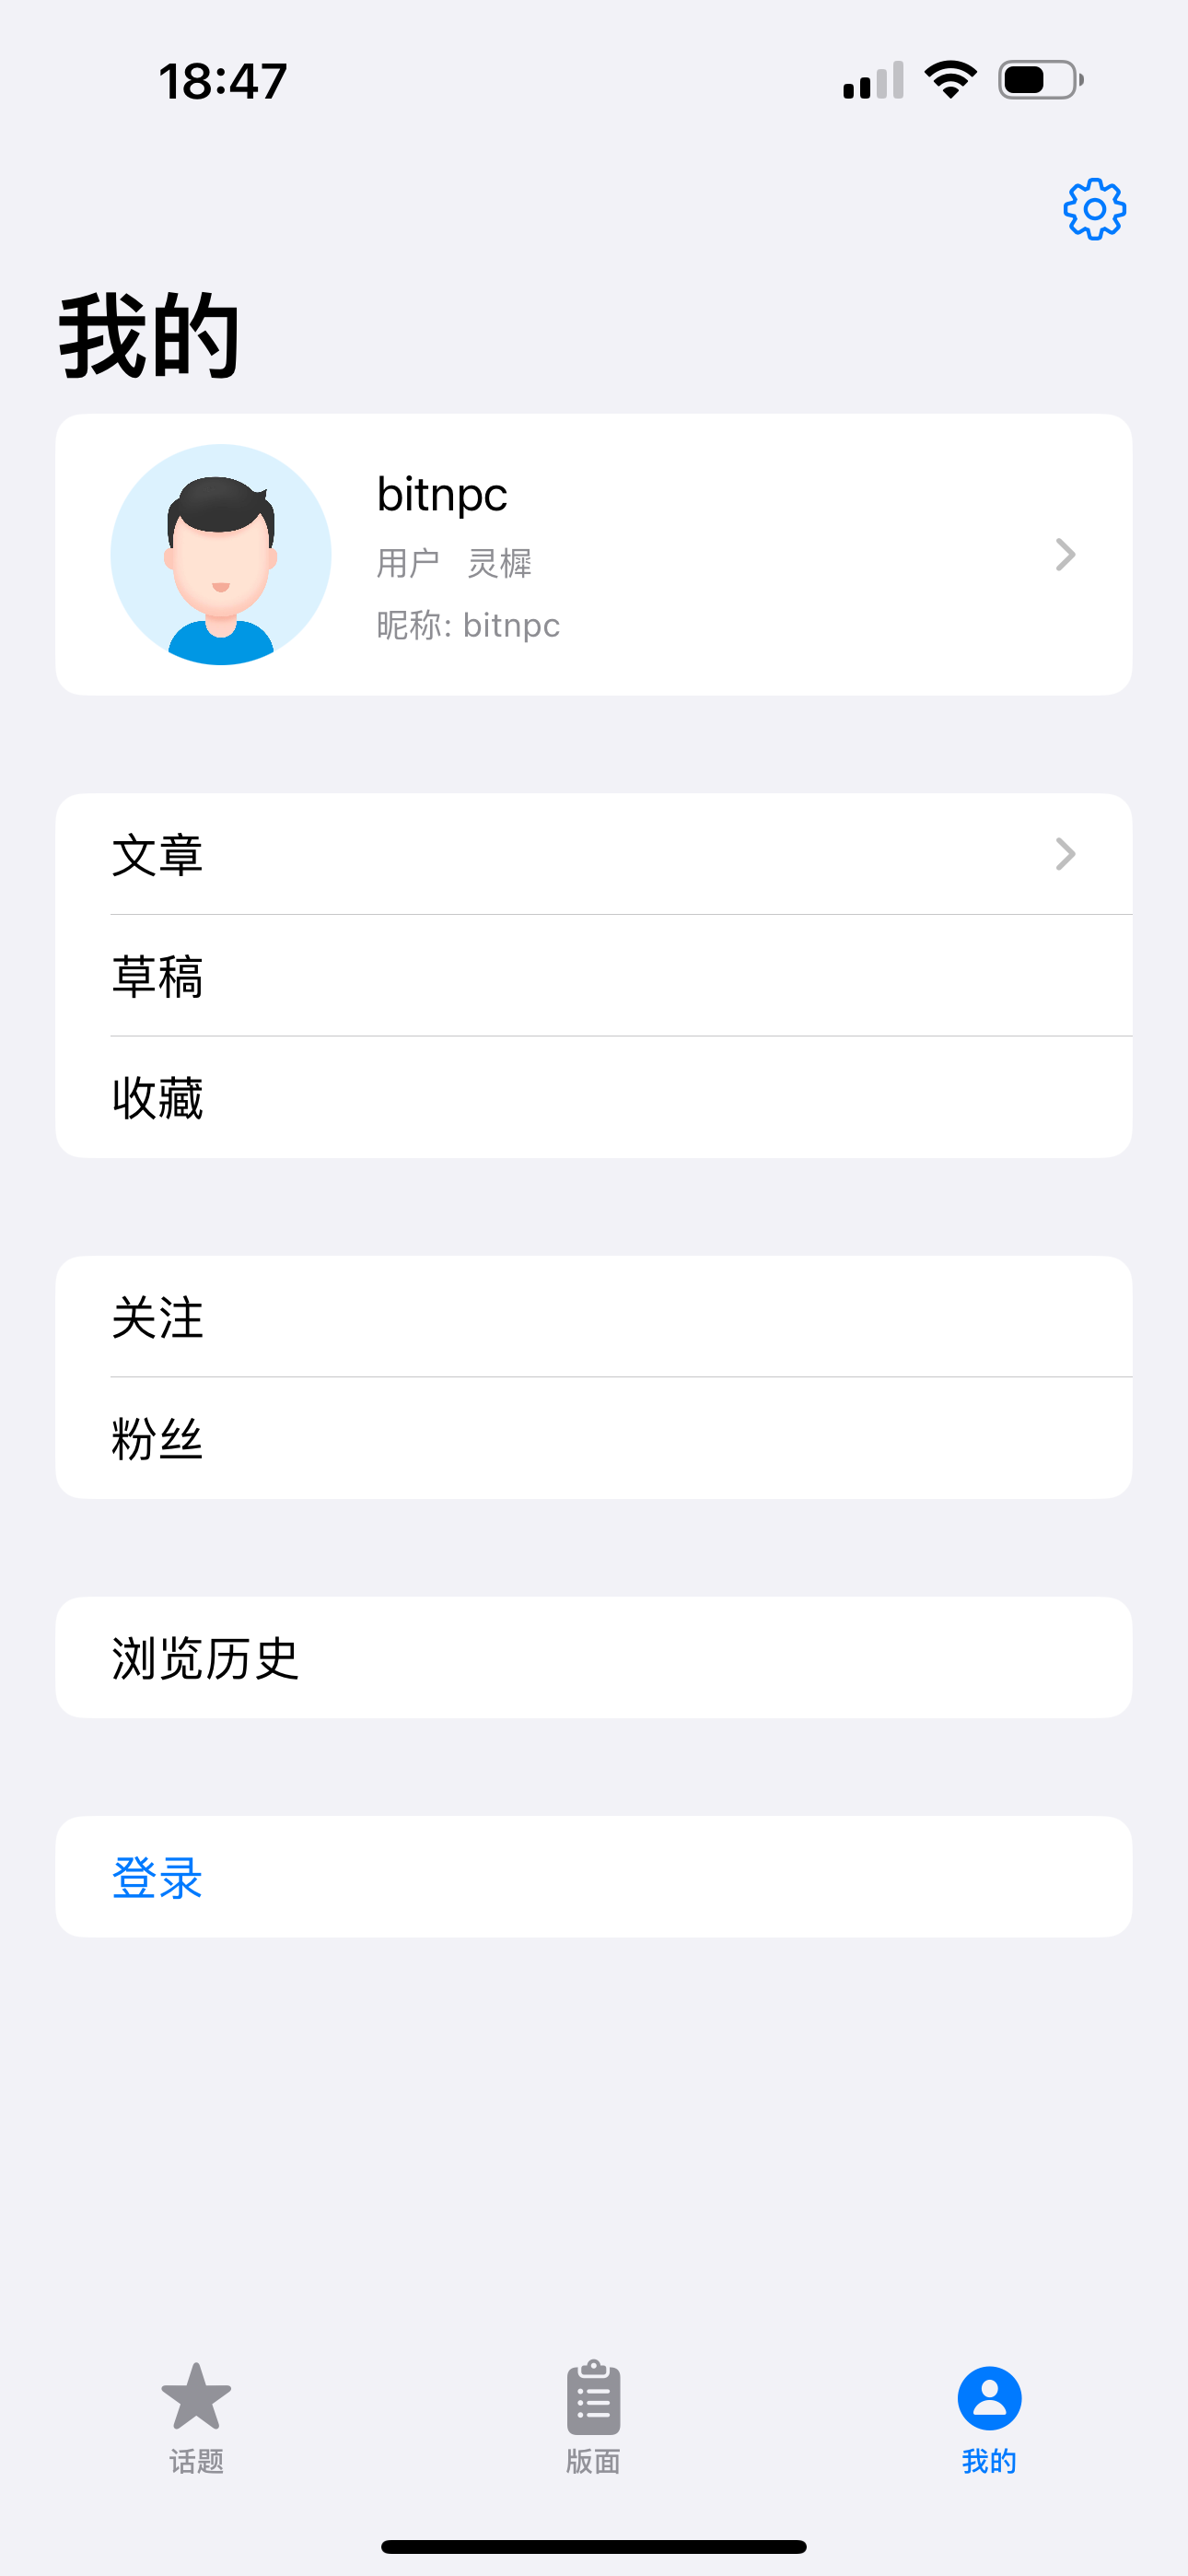 18:47
我的
bitnpc
用户 灵樨
昵称: bitnpc
文章
草稿
收藏
关注
粉丝
浏览历史
登录
话题
版面
我的